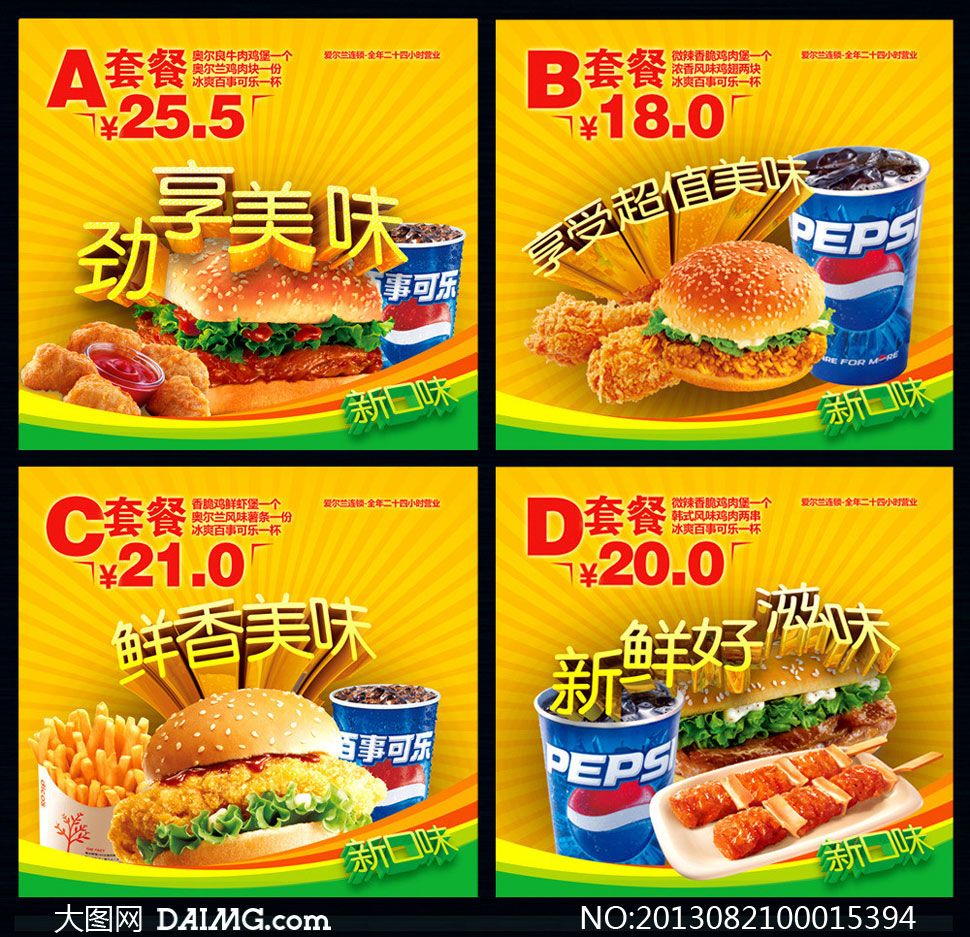 A套餐
奥尔良牛肉鸡堡一个
奥尔兰鸡肉块一份
冰爽百事可乐一杯
爱尔兰连锁-全年二十四小时营业
¥25.5
劲享美味
百事可乐
新口味
B套餐
微辣香脆鸡肉堡一个
浓香风味鸡翅两块
冰爽百事可乐一杯
爱尔兰连锁-全年二十四小时营业
¥18.0
享受超值美味
PEPSI
FOR MORE
新口味
C套餐
香脆鸡鲜虾堡一个
奥尔兰风味薯条一份
冰爽百事可乐一杯
爱尔兰连锁-全年二十四小时营业
¥21.0
鲜香美味
百事可乐
dicos
新口味
D套餐
微辣香脆鸡肉堡一个
韩式风味鸡肉两串
冰爽百事可乐一杯
爱尔兰连锁-全年二十四小时营业
¥20.0
新鲜好滋味
PEPSI
新口味
大图网 DAIMG.com
NO:2013082100015394